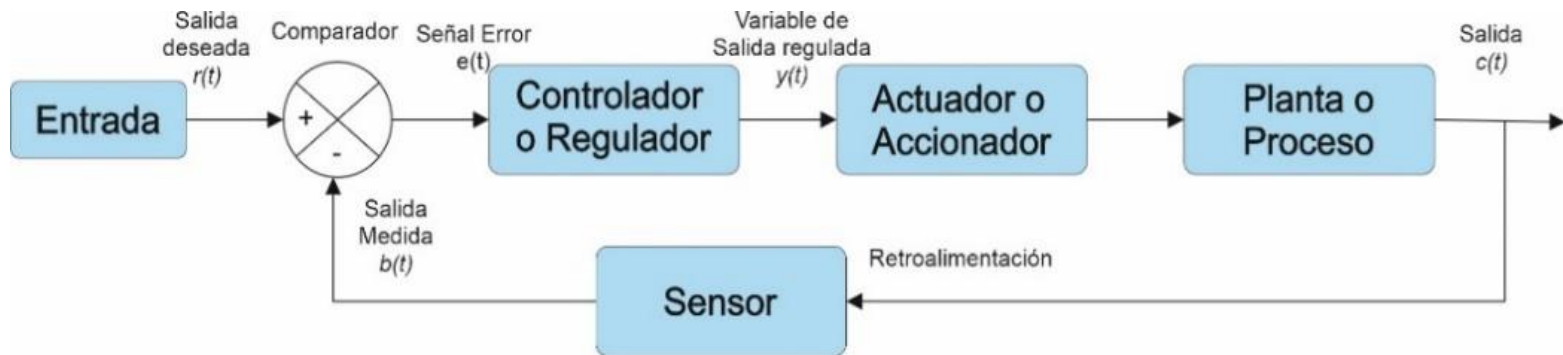 Entrada
Salida
deseada
r(t)
Comparador
+
-
Señal Error
e(t)
Controlador
o Regulador
Variable de
Salida regulada
y(t)
Actuador o
Accionador
Planta o
Proceso
Salida
c(t)
Salida
Medida
b(t)
Sensor
Retroalimentación